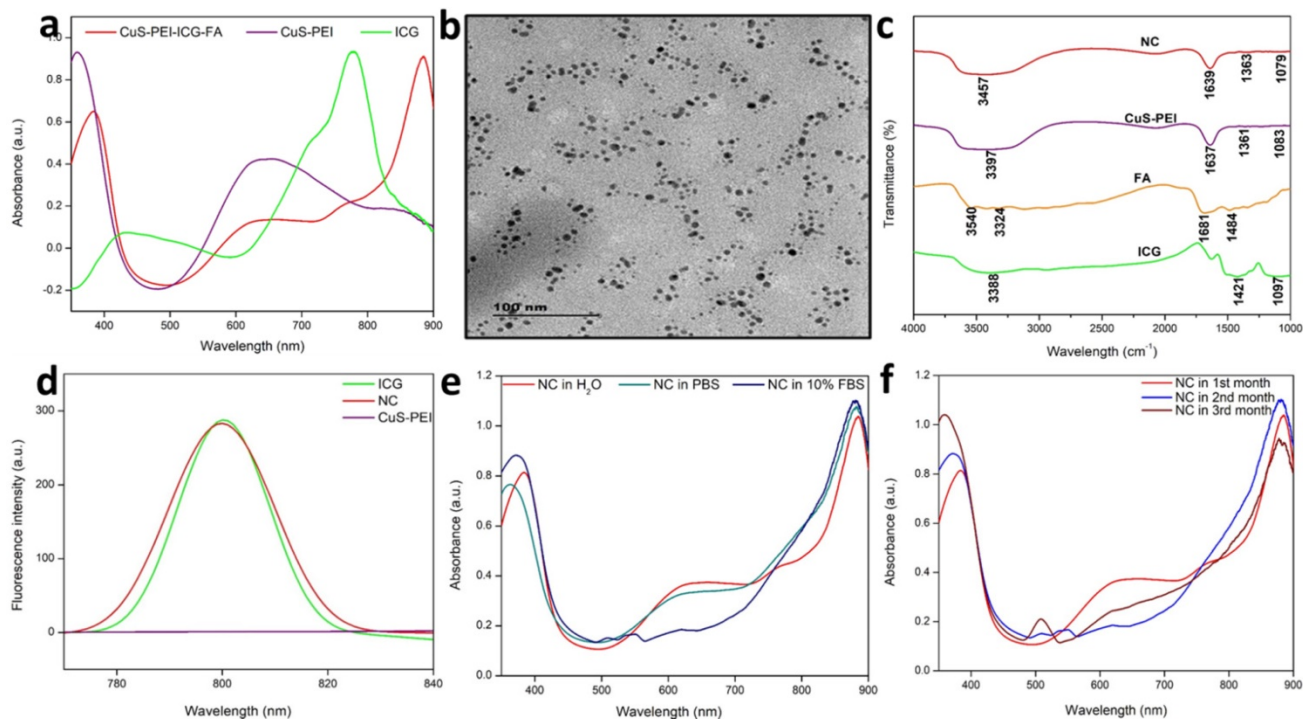 a
CuS-PEI-ICG-FA CuS-PEI ICG
Absorbance (a.u.)
1.0
0.8
0.6
0.4
0.2
0.0
-0.2
400 500 600 700 800 900
Wavelength (nm)
b
100 nm
c
NC
3457 1639 1363 1079
CuS-PEI
3397 1637 1361 1083
FA
3540 3324 1681 1484
ICG
3388 1421 1097
Transmittance (%)
4000 3500 3000 2500 2000 1500 1000
Wavelength (cm⁻¹)
d
ICG
NC
CuS-PEI
Fluorescence intensity (a.u.)
300
200
100
0
780 800 820 840
Wavelength (nm)
e
NC in H₂O NC in PBS NC in 10% FBS
Absorbance (a.u.)
1.2
1.0
0.8
0.6
0.4
0.2
0.0
400 500 600 700 800 900
Wavelength (nm)
f
NC in 1st month
NC in 2nd month
NC in 3rd month
Absorbance (a.u.)
1.2
1.0
0.8
0.6
0.4
0.2
0.0
400 500 600 700 800 900
Wavelength (nm)